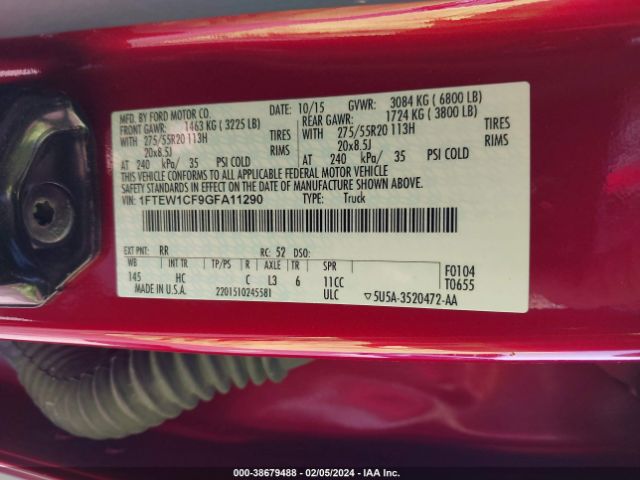 MFD. BY FORD MOTOR CO. 10/15 GVWR: 3084 KG ( 6800 LB)
FRONT GAWR: 1463 KG ( 3225 LB) REAR GAWR: 1724 KG ( 3800 LB)
WITH 275/55R20 113H TIRES WITH 275/55R20 113H TIRES
20x8.5J RIMS 20x8.5J RIMS
AT 240 kPa/ 35 PSI COLD AT 240 kPa/ 35 PSI COLD
THIS VEHICLE CONFORMS TO ALL APPLICABLE FEDERAL MOTOR VEHICLE
SAFETY STANDARDS IN EFFECT ON THE DATE OF MANUFACTURE SHOWN ABOVE.
VIN: 1FTEW1CF9GFA11290 TYPE: Truck
EXT PNT: RR RC: 52 DSO:
WB INT TR TP/PS R AXLE TR SPR F0104
145 HC C L3 6 11CC T0655
MADE IN U.S.A. 2201510245581 ULC ▽5U5A-3520472-AA
000-38679488 - 02/05/2024 - IAA Inc.